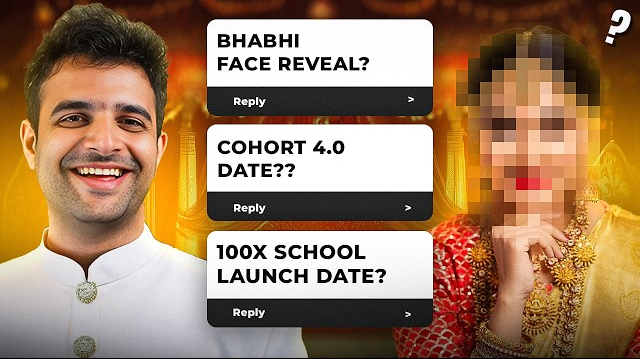 BHABHI
FACE REVEAL?
Reply >
COHORT 4.0
DATE??
Reply >
100X SCHOOL
LAUNCH DATE?
Reply >
?